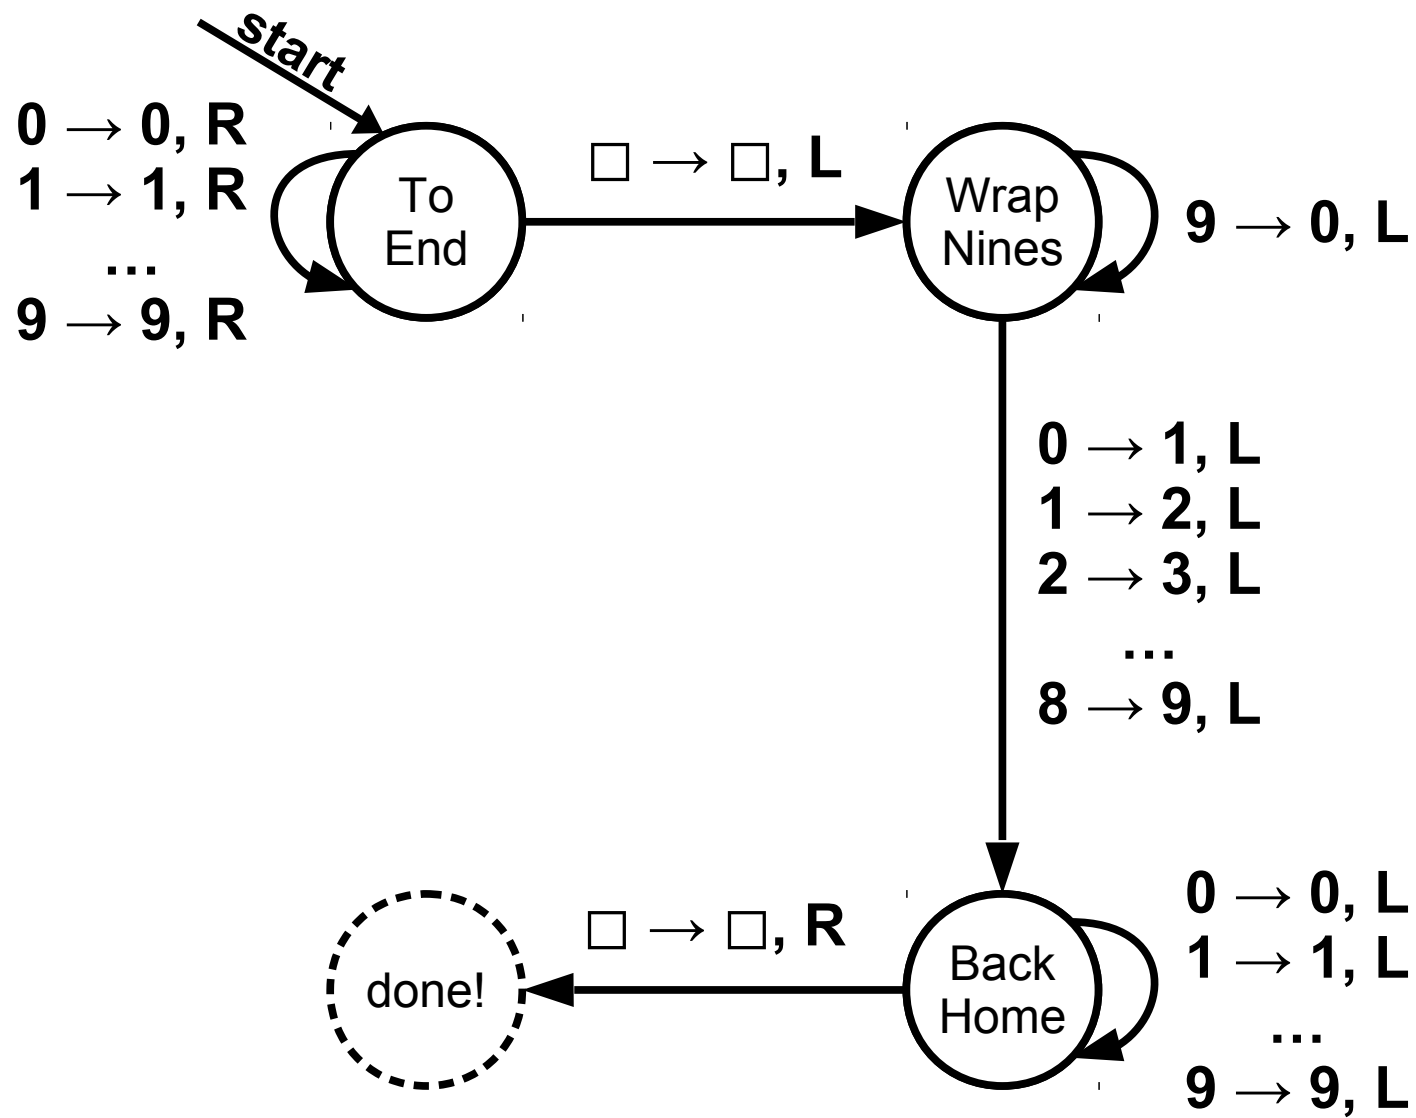 start
0 → 0, R
1 → 1, R
...
9 → 9, R
To
End
□ → □, L
Wrap
Nines
9 → 0, L
0 → 1, L
1 → 2, L
2 → 3, L
...
8 → 9, L
done!
□ → □, R
Back
Home
0 → 0, L
1 → 1, L
...
9 → 9, L